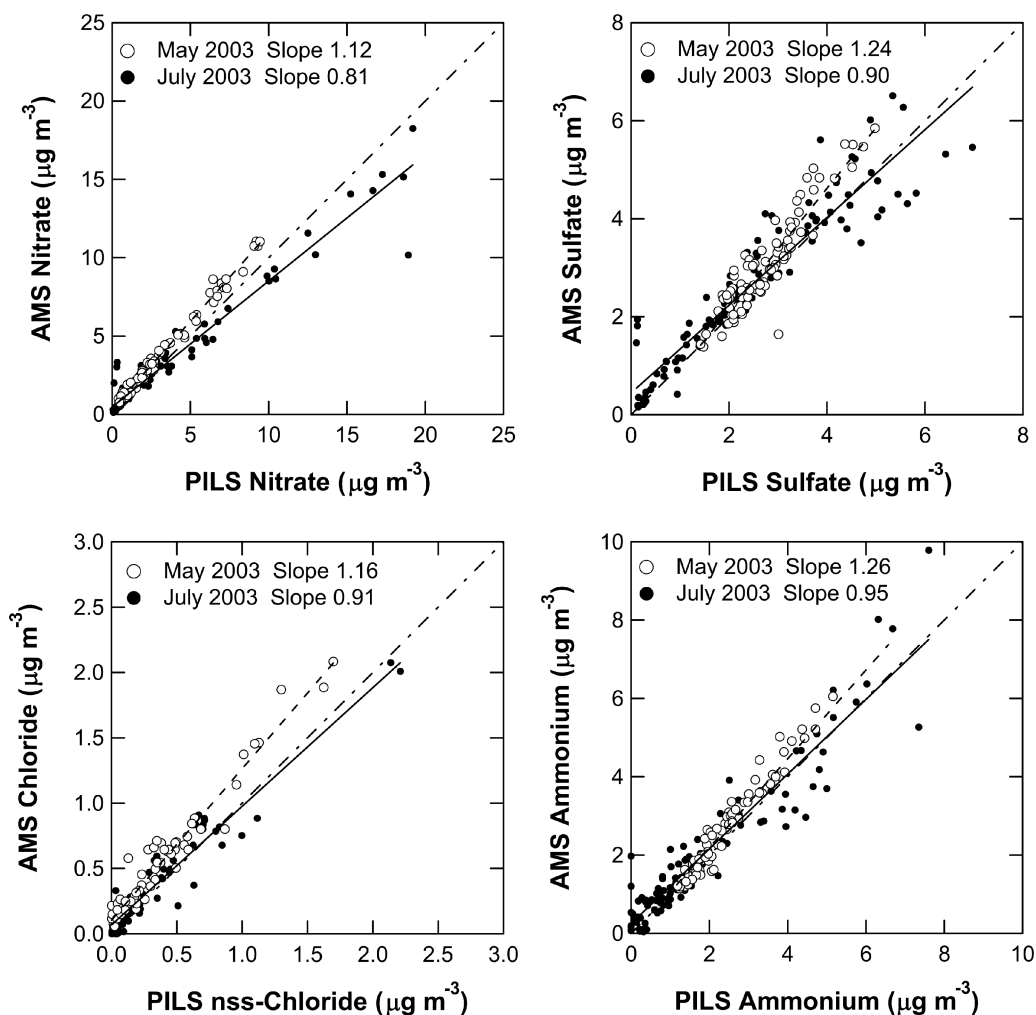 May 2003 Slope 1.12
July 2003 Slope 0.81
AMS Nitrate (μg m-3)
25
20
15
10
5
0
0 5 10 15 20 25
PILS Nitrate (μg m-3)
May 2003 Slope 1.24
July 2003 Slope 0.90
AMS Sulfate (μg m-3)
8
6
4
2
0
0 2 4 6 8
PILS Sulfate (μg m-3)
May 2003 Slope 1.16
July 2003 Slope 0.91
AMS Chloride (μg m-3)
3.0
2.5
2.0
1.5
1.0
0.5
0.0
0.0 0.5 1.0 1.5 2.0 2.5 3.0
PILS nss-Chloride (μg m-3)
May 2003 Slope 1.26
July 2003 Slope 0.95
AMS Ammonium (μg m-3)
10
8
6
4
2
0
0 2 4 6 8 10
PILS Ammonium (μg m-3)